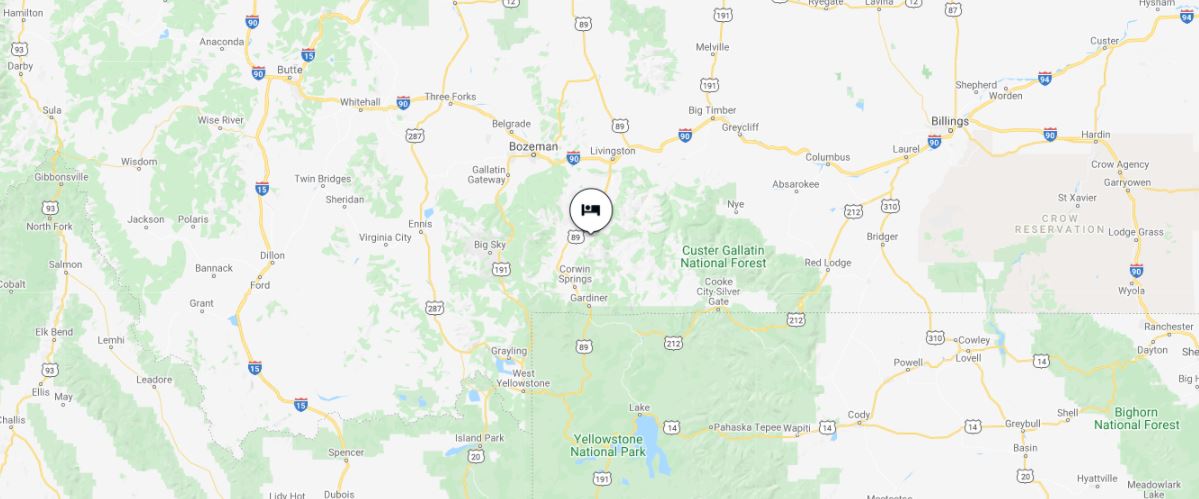 Hamilton
12
Ryegate
Lavina
12
Hysham
90
89
191
87
94
93
Anaconda
15
Melville
Custer
Darby
Butte
90
94
191
Shepherd
Worden
Whitehall
90
Three Forks
Big Timber
Sula
Wise River
Belgrade
89
Greycliff
Billings
287
90
90
Hardin
Bozeman
90
Livingston
Laurel
90
Wisdom
Columbus
Crow Agency
Gibbonsville
Gallatin
Gateway
Twin Bridges
15
Absarokee
Garryowen
Sheridan
St Xavier
93
Nye
212
310
North Fork
Jackson
Polaris
Ennis
CROW
RESERVATION
Lodge Grass
Virginia City
89
Bridger
Big Sky
Custer Gallatin
National Forest
Salmon
Dillon
Red Lodge
90
Bannack
191
Corwin
Springs
Cobalt
Ford
Cooke
City-Silver
Gate
Wyola
Grant
Gardiner
287
212
Elk Bend
Ranchester
Lemhi
89
212
310
Cowley
Dayton
Grayling
Lovell
93
15
Powell
14
West
Yellowstone
Leadore
Big H
Ellis
May
15
Lake
Cody
Shell
Challis
14
Pahaska Tepee
Wapiti
14
14
Greybull
Bighorn
National Forest
Island Park
Yellowstone
National Park
Basin
Spencer
20
191
20
Hyattville
Meadowlark
Lake
Lidy Hot
Dubois
Meeteetse